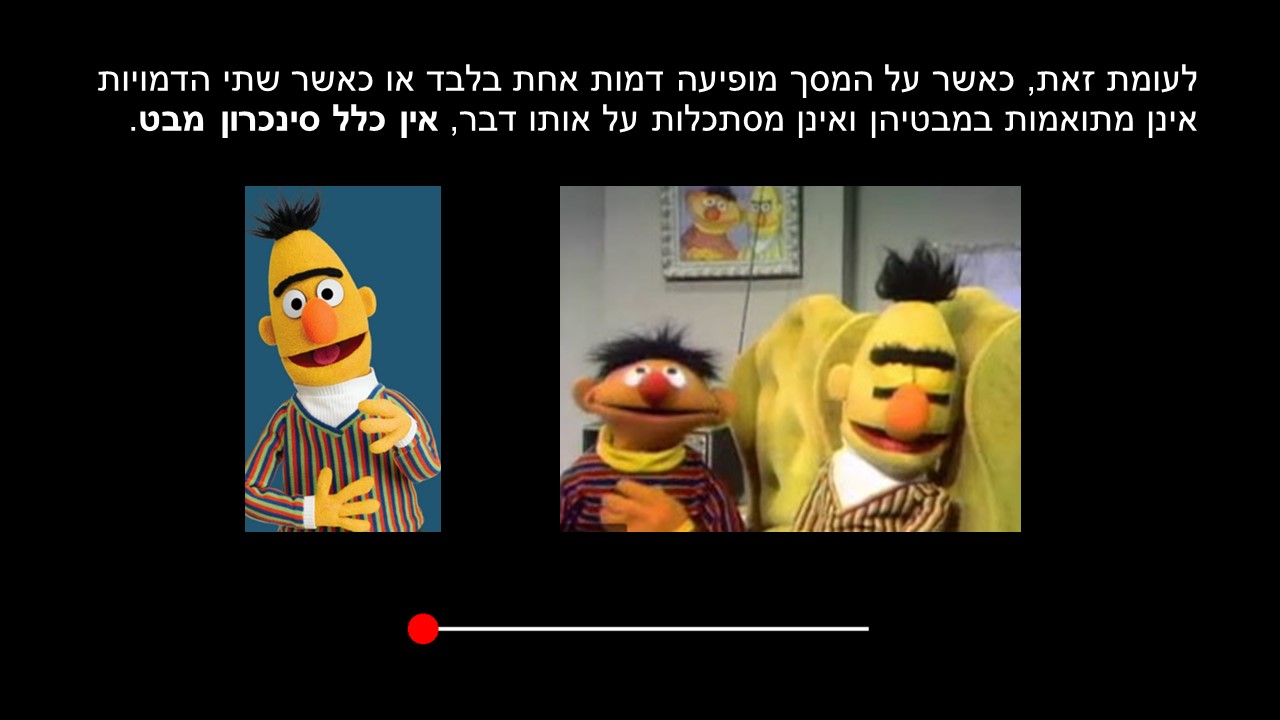 לעומת זאת, כאשר על המסך מופיעה דמות אחת בלבד או כאשר שתי הדמויות
אינן מתואמות במבטיהן ואינן מסתכלות על אותו דבר, אין כלל סינכרון מבט.